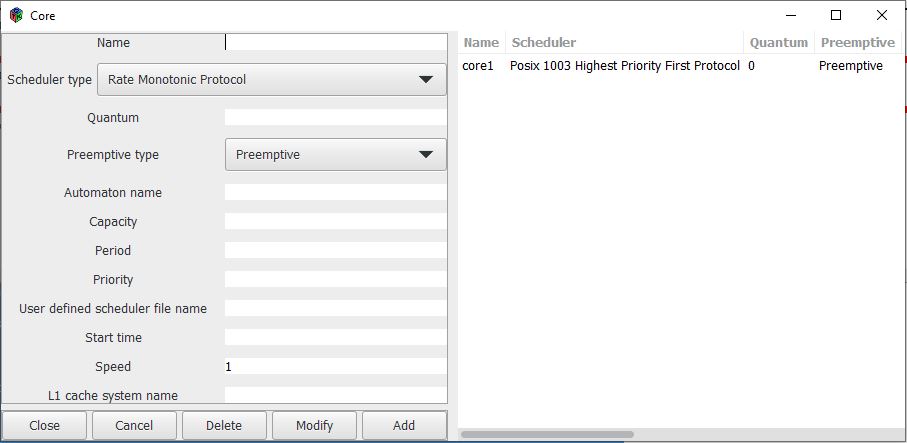 Core
Name
Scheduler type Rate Monotonic Protocol
Quantum
Preemptive type Preemptive
Automaton name
Capacity
Period
Priority
User defined scheduler file name
Start time
Speed 1
L1 cache system name
Close Cancel Delete Modify Add
Name Scheduler Quantum Preemptive
core1 Posix 1003 Highest Priority First Protocol 0 Preemptive